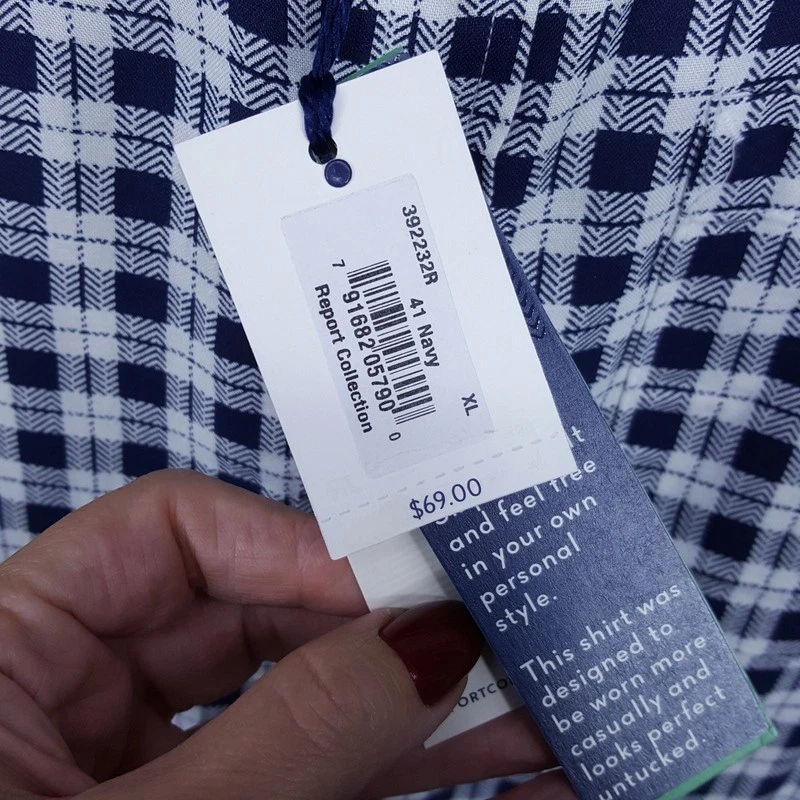 392232R
41 Navy
XL
7 91682 05790 0
Report Collection
$69.00
and feel free
in your own
personal
style.
This shirt was
designed to
be worn more
casually and
looks perfect
untucked.